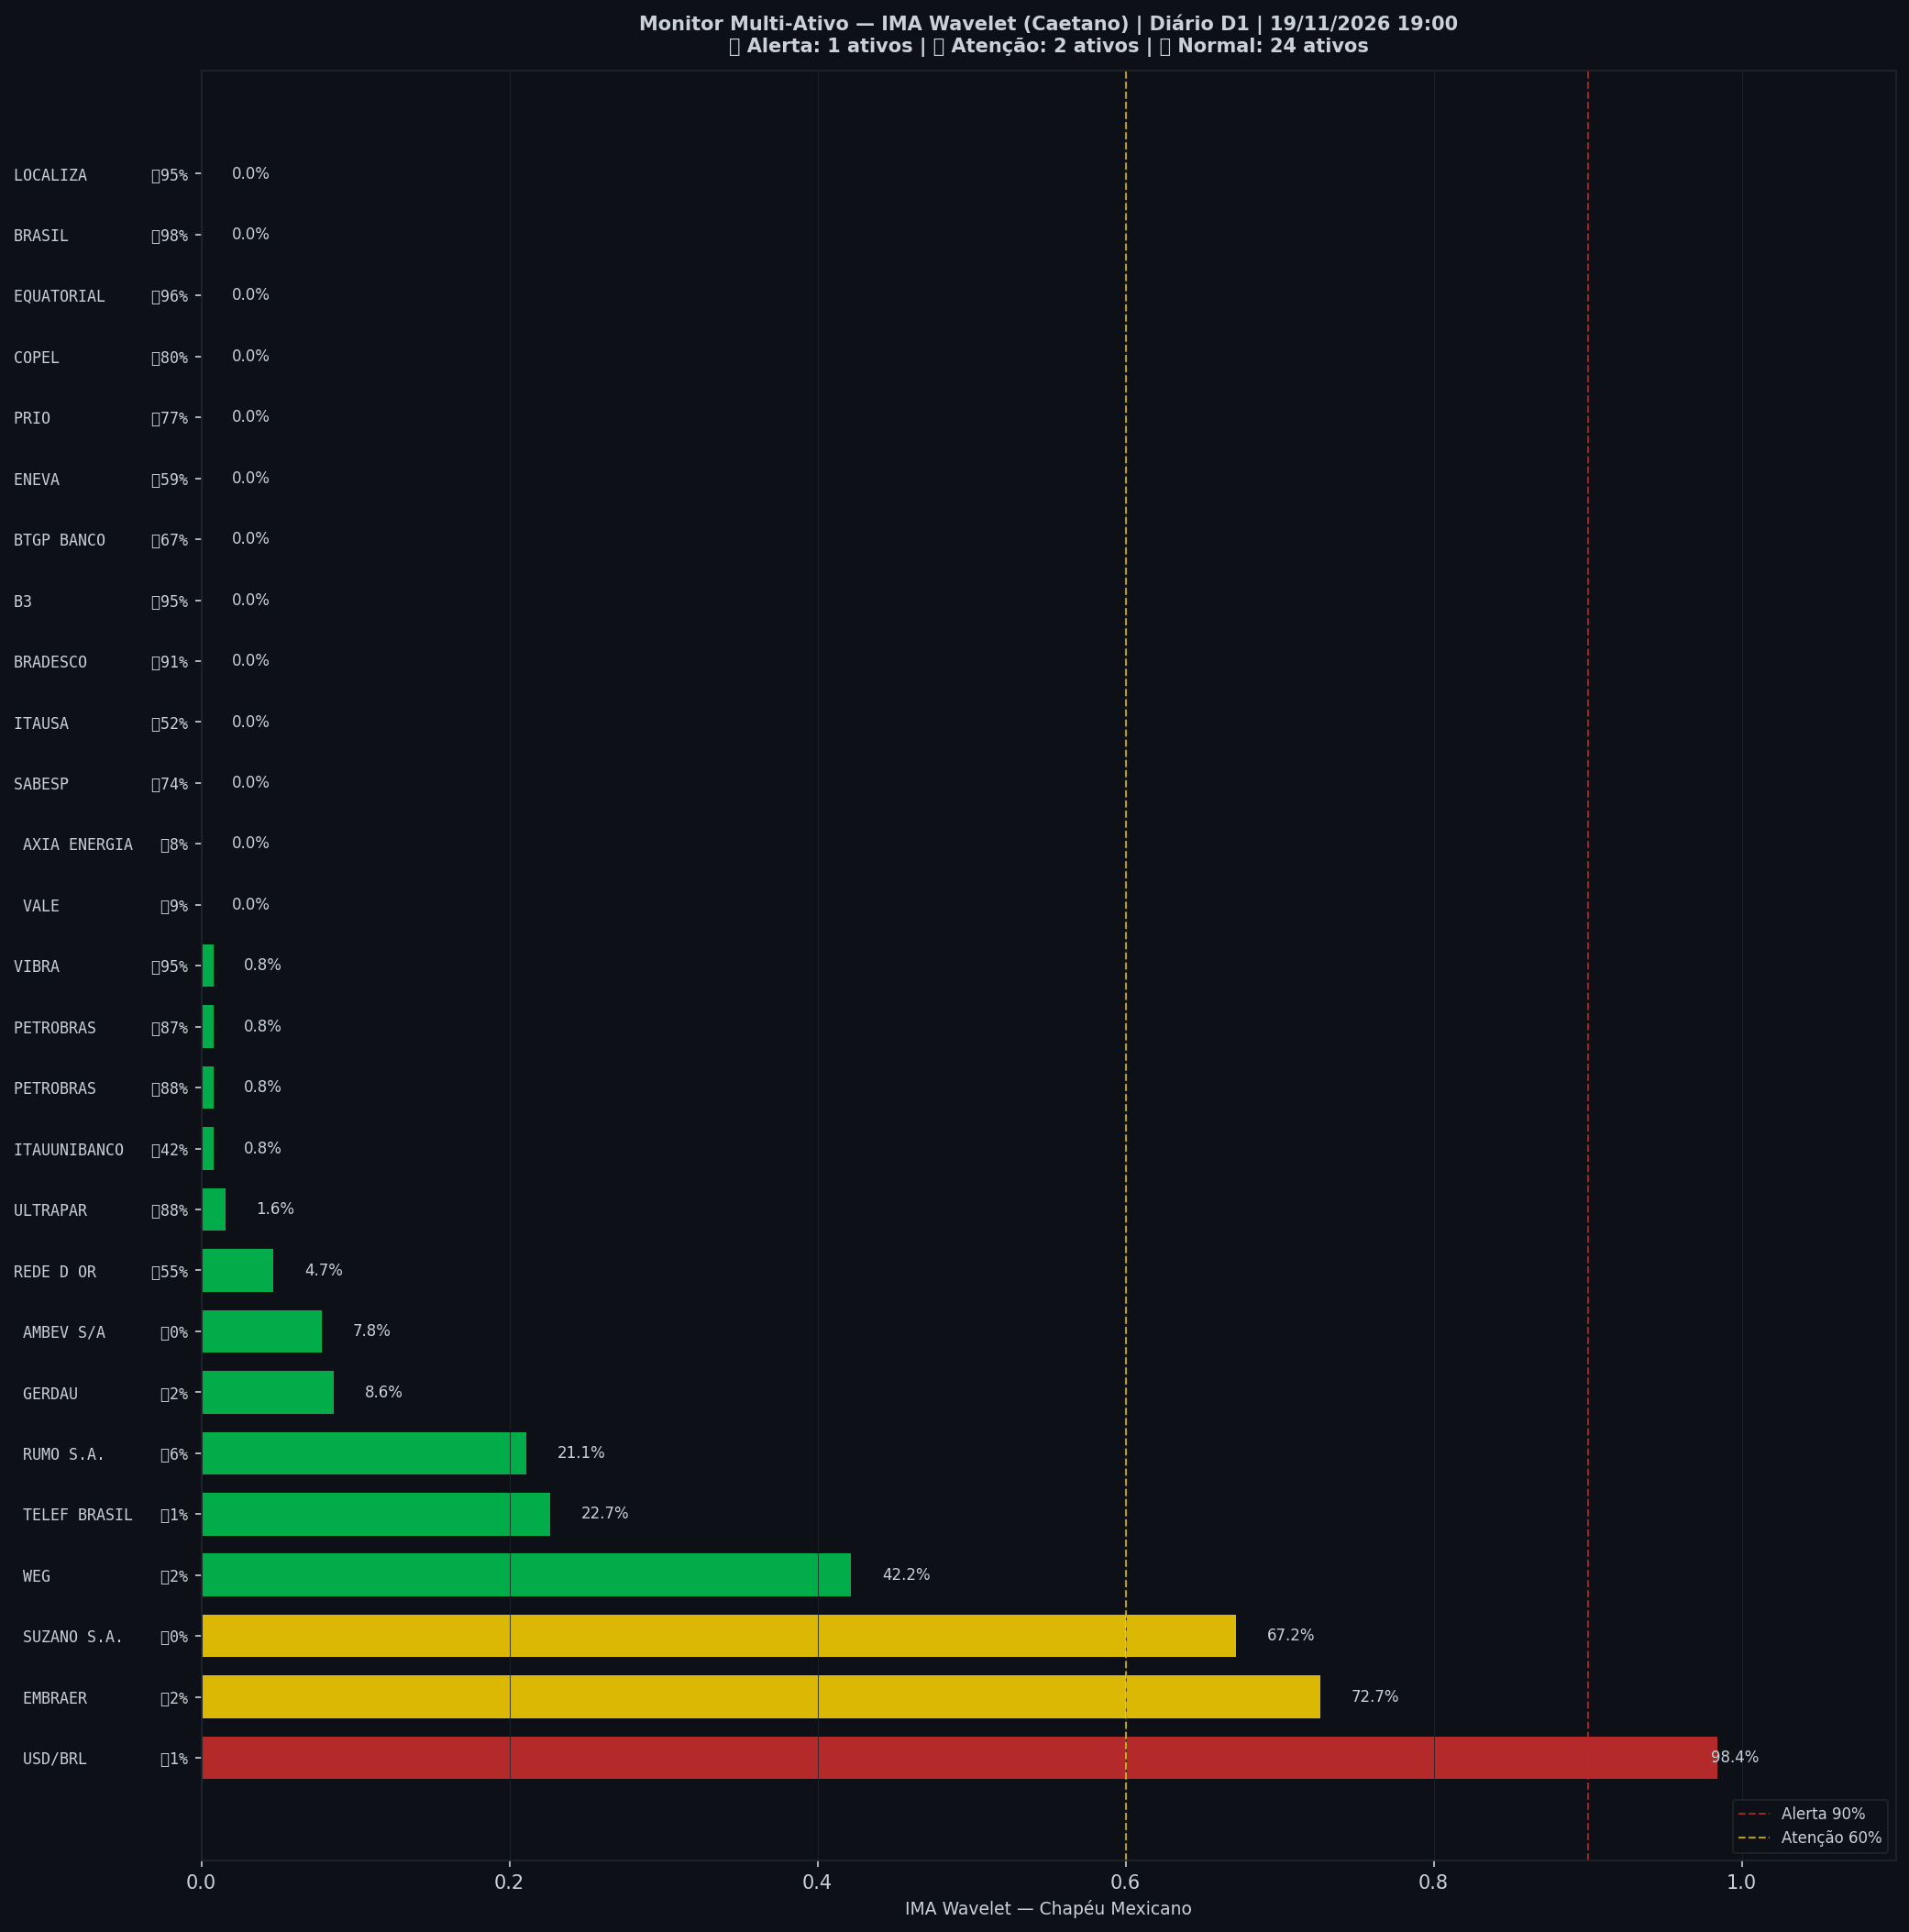 Monitor Multi-Ativo — IMA Wavelet (Caetano) | Diário D1 | 19/11/2026 19:00
▯ Alerta: 1 ativos | ▯ Atenção: 2 ativos | ▯ Normal: 24 ativos
LOCALIZA ▯95% 0.0%
BRASIL ▯98% 0.0%
EQUATORIAL ▯96% 0.0%
COPEL ▯80% 0.0%
PRIO ▯77% 0.0%
ENEVA ▯59% 0.0%
BTGP BANCO ▯67% 0.0%
B3 ▯95% 0.0%
BRADESCO ▯91% 0.0%
ITAUSA ▯52% 0.0%
SABESP ▯74% 0.0%
AXIA ENERGIA ▯8% 0.0%
VALE ▯9% 0.0%
VIBRA ▯95% 0.8%
PETROBRAS ▯87% 0.8%
PETROBRAS ▯88% 0.8%
ITAUUNIBANCO ▯42% 0.8%
ULTRAPAR ▯88% 1.6%
REDE D OR ▯55% 4.7%
AMBEV S/A ▯0% 7.8%
GERDAU ▯2% 8.6%
RUMO S.A. ▯6% 21.1%
TELEF BRASIL ▯1% 22.7%
WEG ▯2% 42.2%
SUZANO S.A. ▯0% 67.2%
EMBRAER ▯2% 72.7%
USD/BRL ▯1% 98.4%
Alerta 90%
Atenção 60%
0.0 0.2 0.4 0.6 0.8 1.0
IMA Wavelet — Chapéu Mexicano